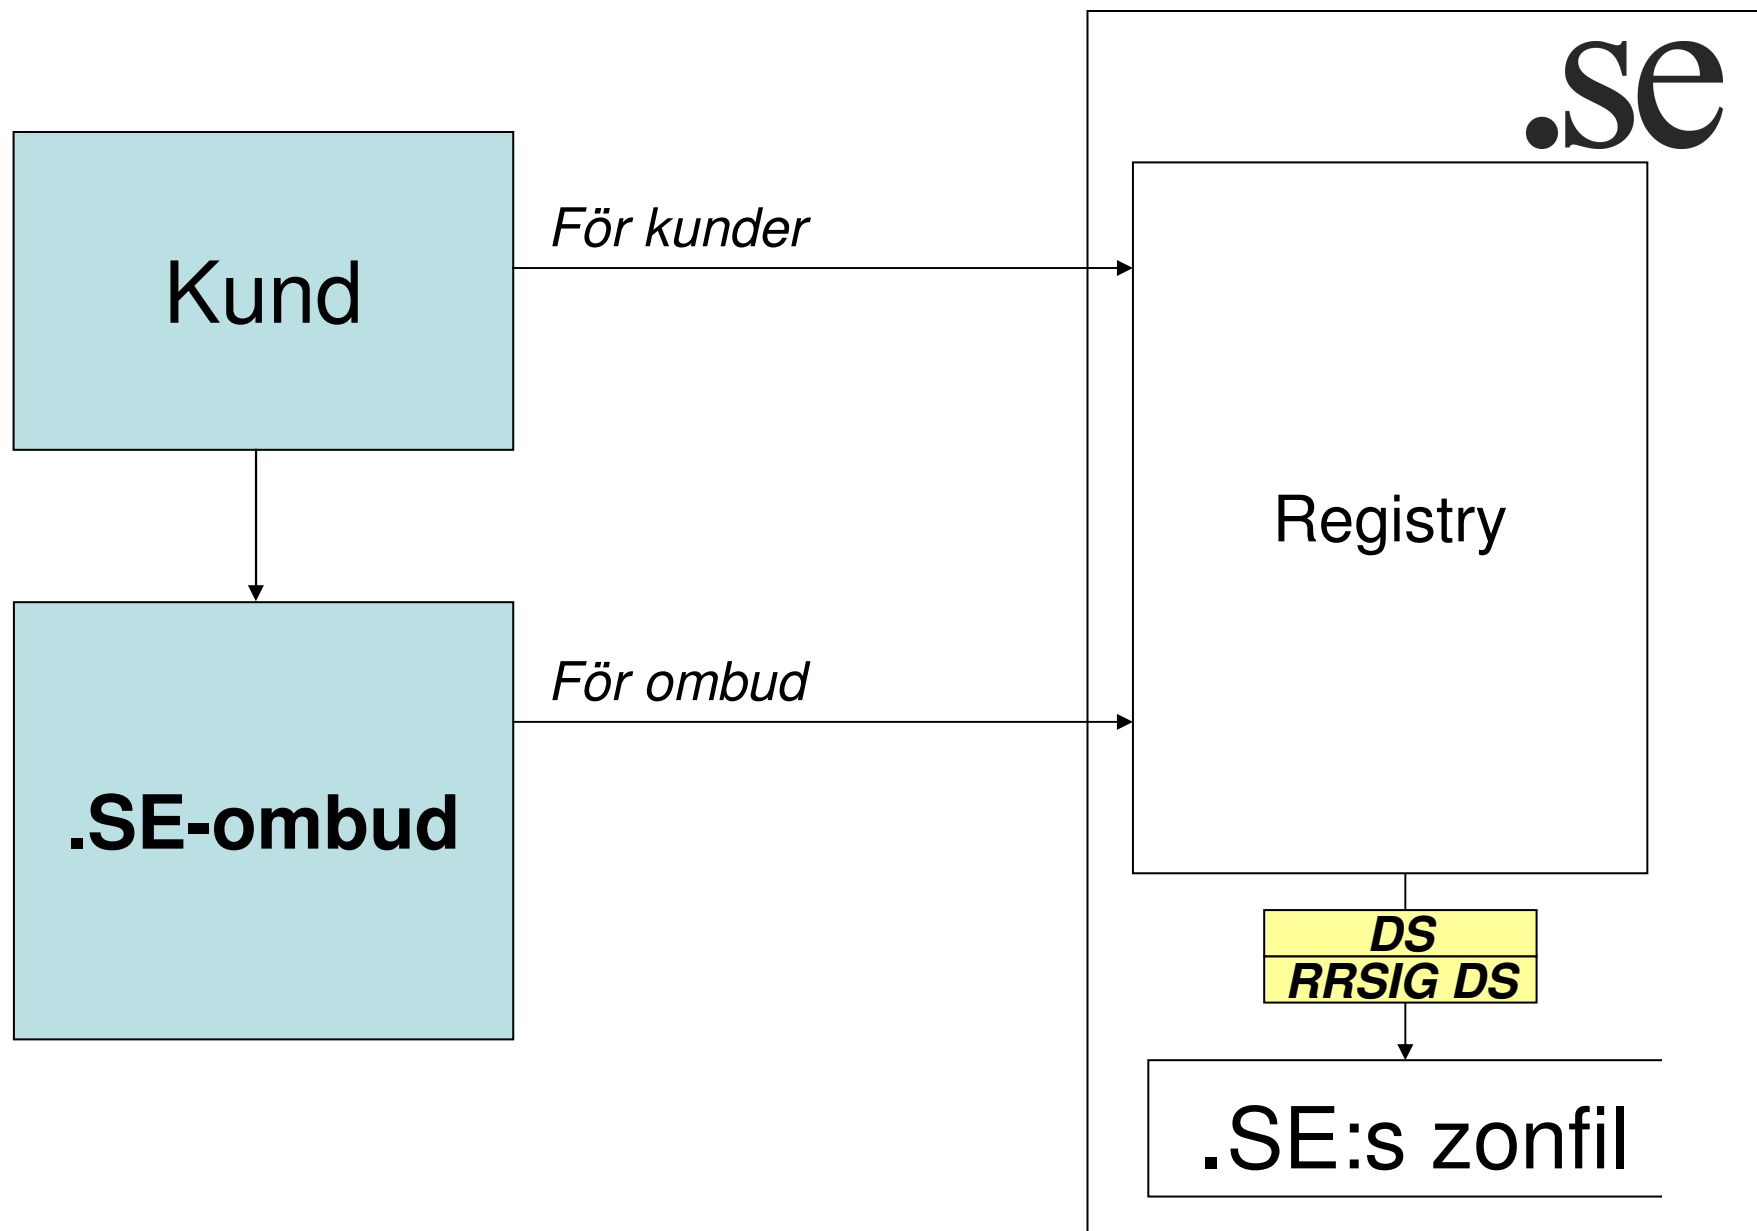 .se
Kund
För kunder
Registry
För ombud
.SE-ombud
DS
RRSIG DS
.SE:s zonfil